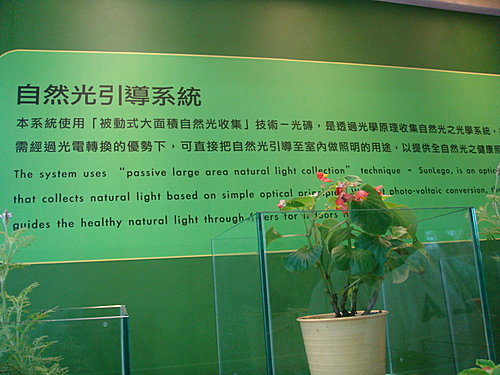 自然光引導系統
本系統使用「被動式大面積自然光收集」技術－光磚，是透過光學原理收集自然光之光學系統，
需經過光電轉換的優勢下，可直接把自然光引導至室內做照明的用途，以提供全自然光之健康照
The system uses “passive large area natural light collection” technique - SunLego, is an optic
that collects natural light based on simple optical photo-voltaic conversion,
guides the healthy natural light through for